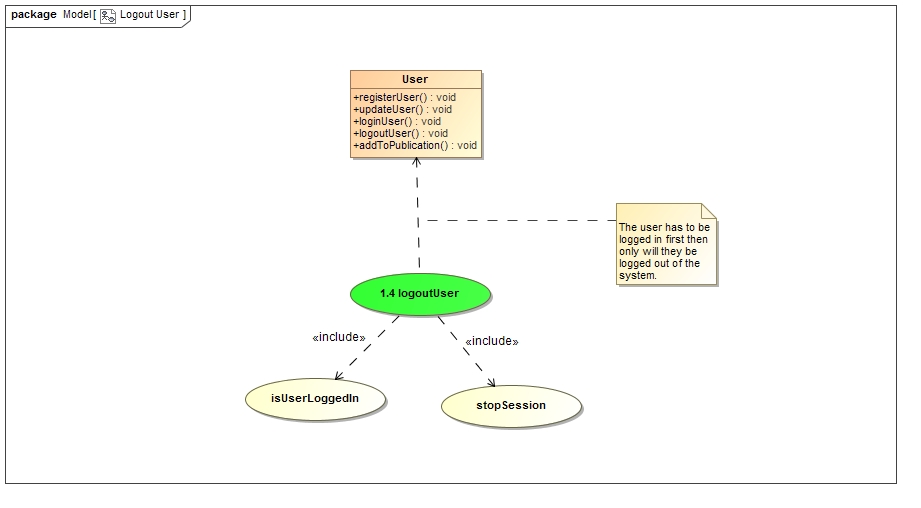 package Model[ Logout User ]
User
+registerUser() : void
+updateUser() : void
+loginUser() : void
+logoutUser() : void
+addToPublication() : void
The user has to be
logged in first then
only will they be
logged out of the
system.
1.4 logoutUser
«include»
«include»
isUserLoggedIn
stopSession